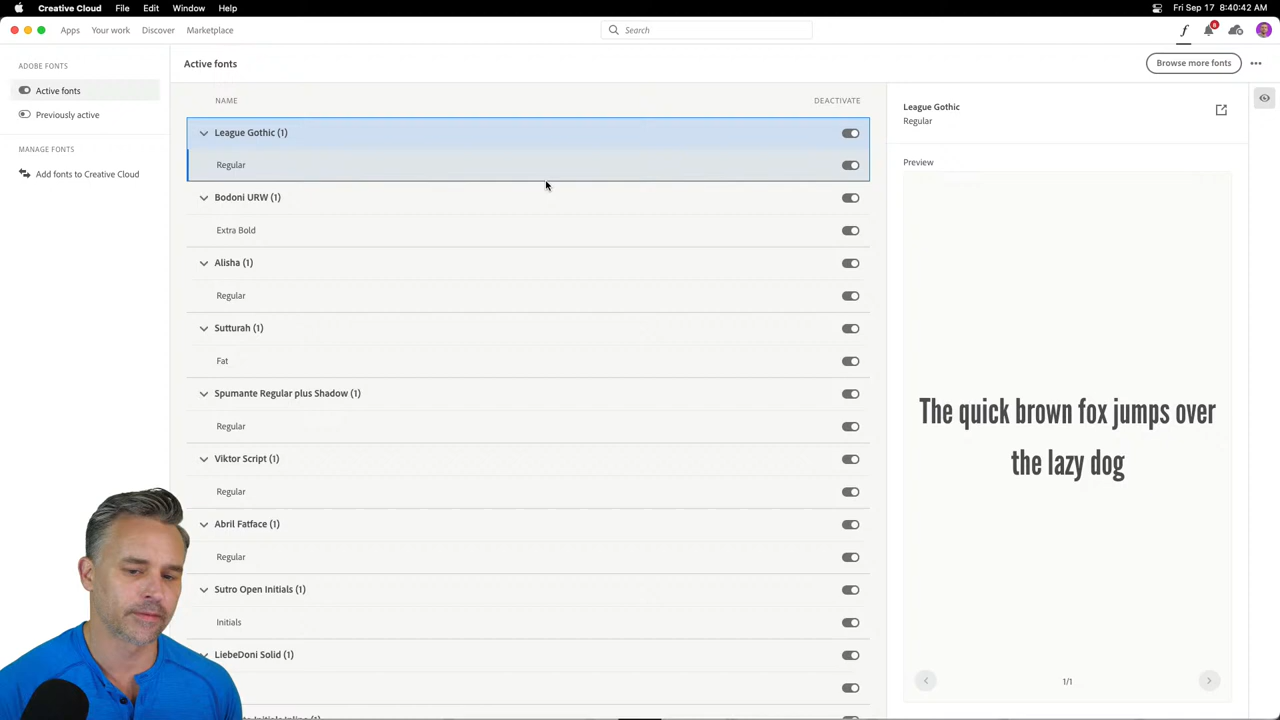 Creative Cloud File Edit Window Help Fri Sep 17 8:40:42 AM
Apps Your work Discover Marketplace Search 8
ADOBE FONTS
Active fonts
Previously active
MANAGE FONTS
Add fonts to Creative Cloud
Active fonts Browse more fonts
NAME DEACTIVATE
League Gothic (1)
Regular
Bodoni URW (1)
Extra Bold
Alisha (1)
Regular
Sutturah (1)
Fat
Spumante Regular plus Shadow (1)
Regular
Viktor Script (1)
Regular
Abril Fatface (1)
Regular
Sutro Open Initials (1)
Initials
LiebeDoni Solid (1)
Initials Inline (1)
League Gothic
Regular
Preview
The quick brown fox jumps over
the lazy dog
1/1